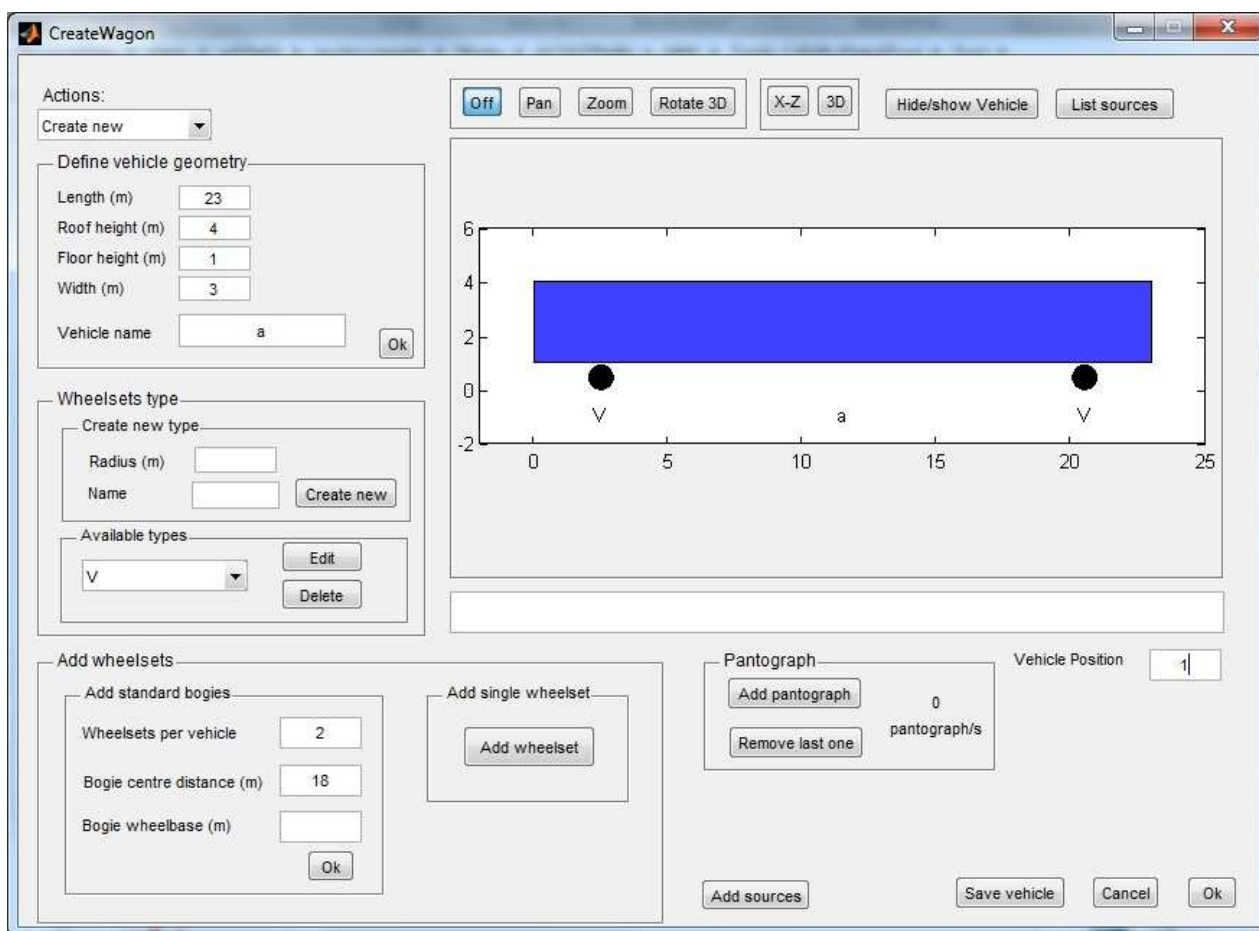 CreateWagon
Actions:
Create new
Off Pan Zoom Rotate 3D X-Z 3D Hide/show Vehicle List sources
Define vehicle geometry
Length (m) 23
Roof height (m) 4
Floor height (m) 1
Width (m) 3
Vehicle name a
Ok
6
4
2
0
-2
V a V
0 5 10 15 20 25
Wheelsets type
Create new type
Radius (m)
Name Create new
Available types
V
Edit
Delete
Add wheelsets
Add standard bogies
Wheelsets per vehicle 2
Bogie centre distance (m) 18
Bogie wheelbase (m)
Ok
Add single wheelset
Add wheelset
Pantograph
Add pantograph
Remove last one
0
pantograph/s
Vehicle Position 1
Add sources Save vehicle Cancel Ok